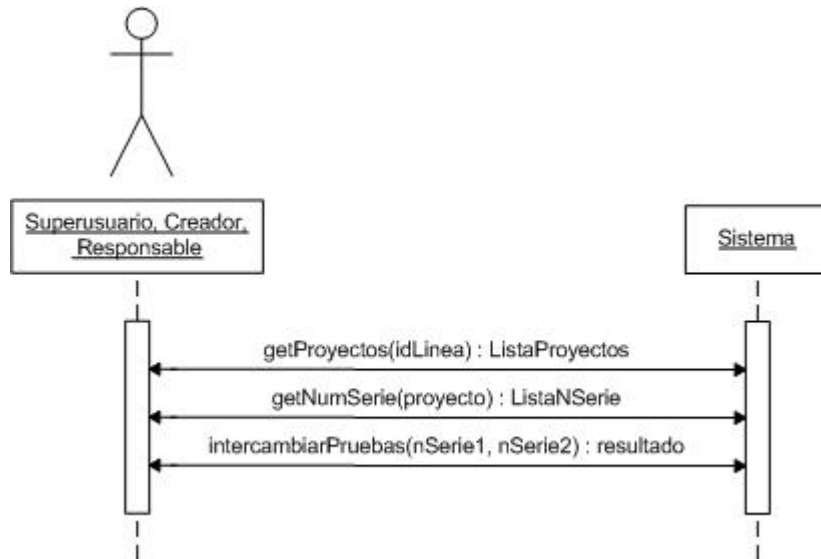 Superusuario, Creador,
Responsable
Sistema
getProyectos(idLinea) : ListaProyectos
getNumSerie(proyecto) : ListaNSerie
intercambiarPruebas(nSerie1, nSerie2) : resultado